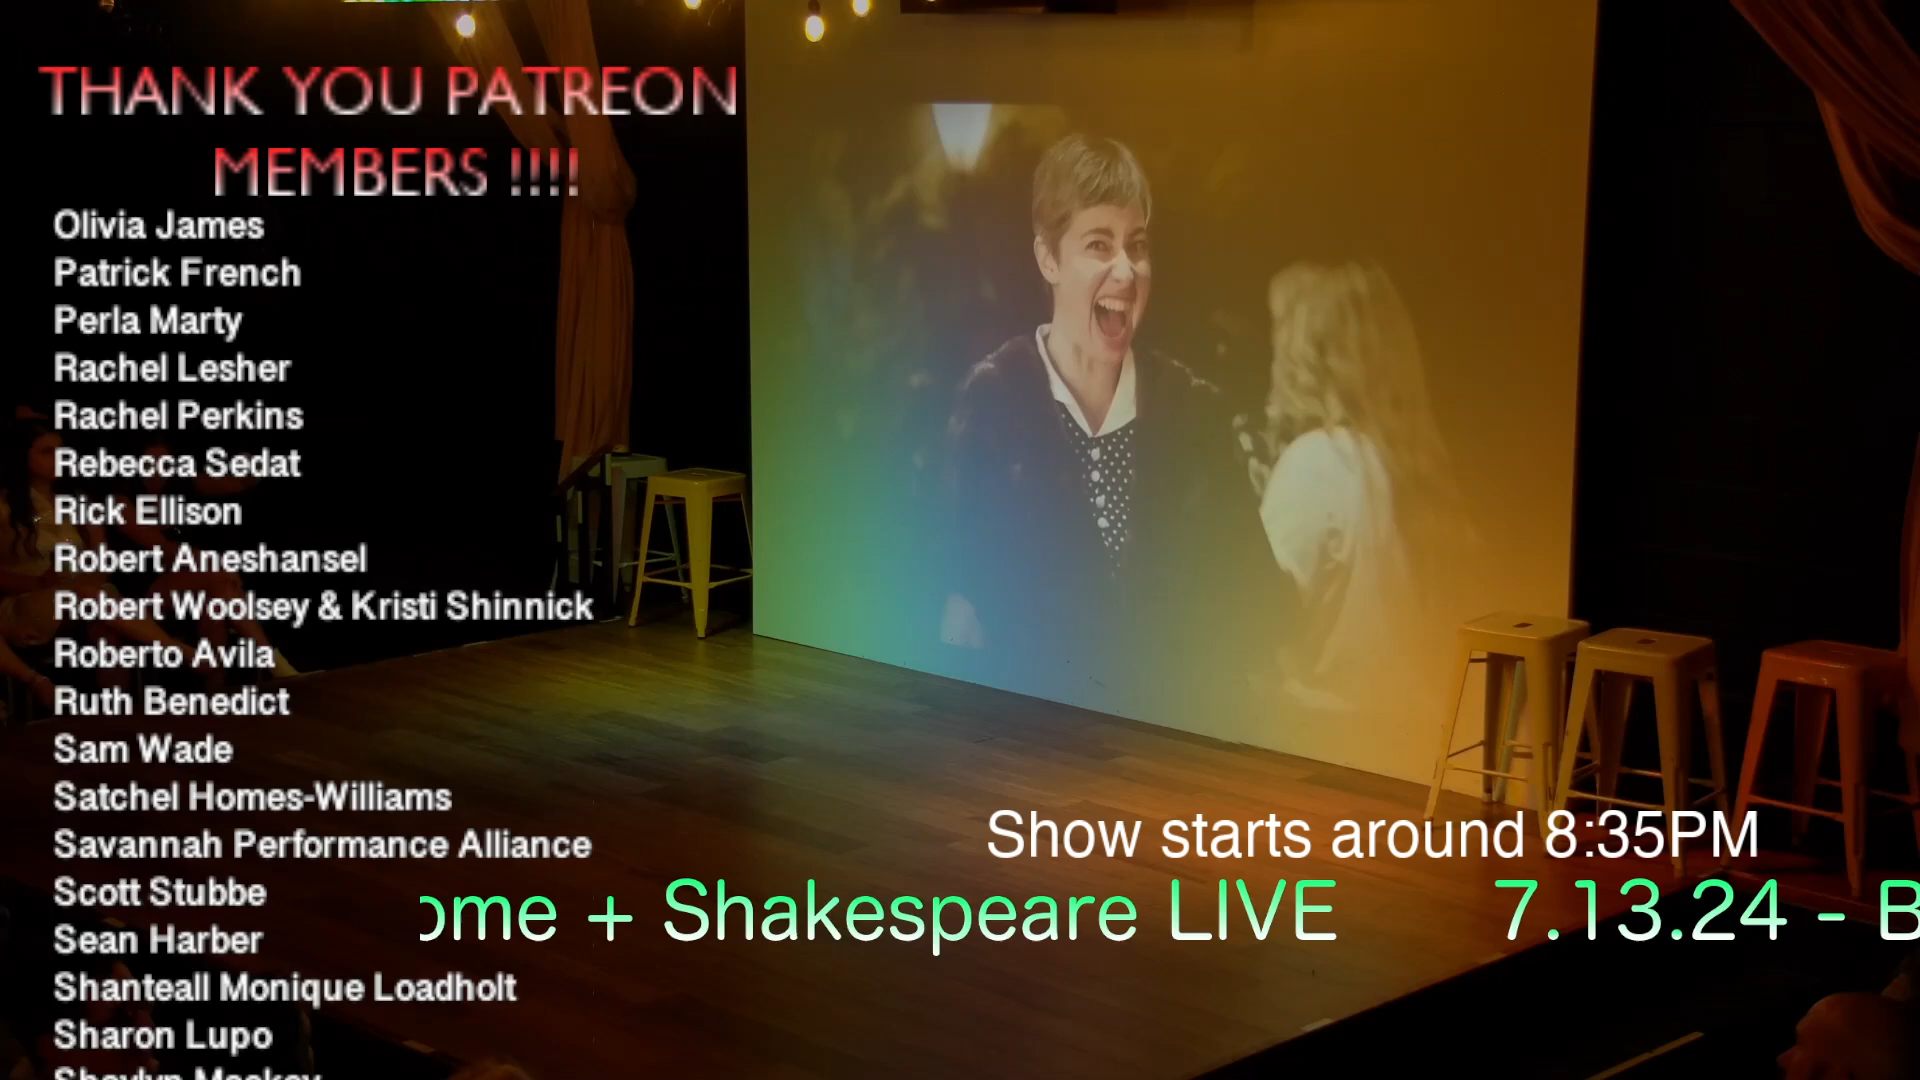 THANK YOU PATREON
MEMBERS !!!!
Olivia James
Patrick French
Perla Marty
Rachel Lesher
Rachel Perkins
Rebecca Sedat
Rick Ellison
Robert Aneshansel
Robert Woolsey & Kristi Shinnick
Roberto Avila
Ruth Benedict
Sam Wade
Satchel Homes-Williams
Savannah Performance Alliance
Scott Stubbe
Sean Harber
Shanteall Monique Loadholt
Sharon Lupo
Show starts around 8:35PM
ome + Shakespeare LIVE 7.13.24 - B